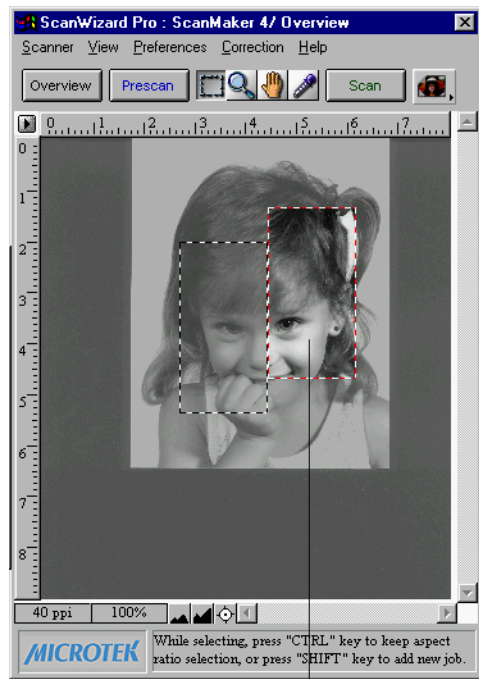 ScanWizard Pro : ScanMaker 4/ Overview
Scanner View Preferences Correction Help
Overview Prescan Scan
0 1 2 3 4 5 6 7
0
1
2
3
4
5
6
7
8
40 ppi 100%
MICROTEK
While selecting, press "CTRL" key to keep aspect
ratio selection, or press "SHIFT" key to add new job.